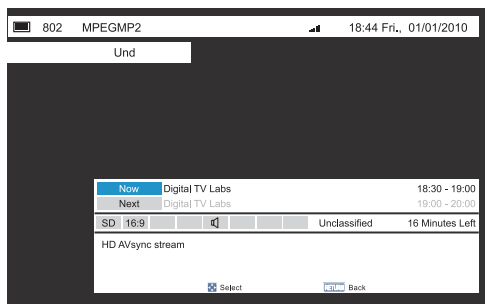 802 MPEGMP2 18:44 Fri., 01/01/2010
Und
Now Digital TV Labs 18:30 - 19:00
Next Digital TV Labs 19:00 - 20:00
SD 16:9 Unclassified 16 Minutes Left
HD AVsync stream
Select Back